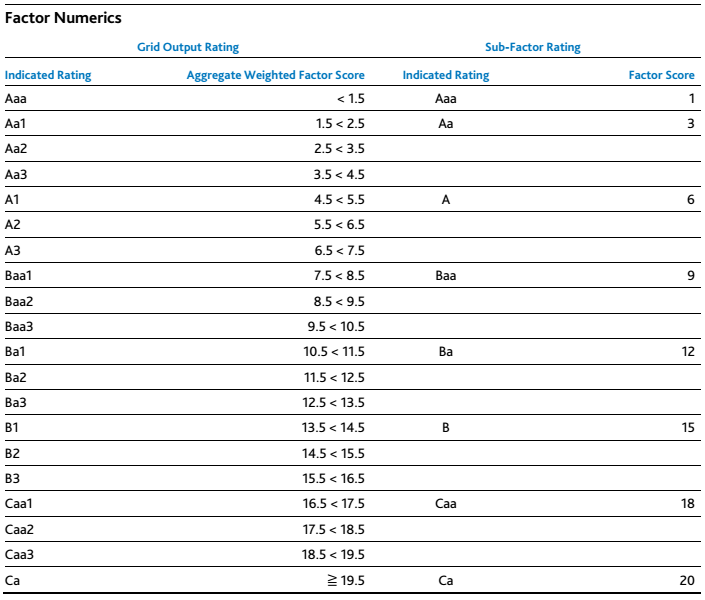 Factor Numerics
Grid Output Rating Sub-Factor Rating
Indicated Rating Aggregate Weighted Factor Score Indicated Rating Factor Score
Aaa < 1.5 Aaa 1
Aa1 1.5 < 2.5 Aa 3
Aa2 2.5 < 3.5
Aa3 3.5 < 4.5
A1 4.5 < 5.5 A 6
A2 5.5 < 6.5
A3 6.5 < 7.5
Baa1 7.5 < 8.5 Baa 9
Baa2 8.5 < 9.5
Baa3 9.5 < 10.5
Ba1 10.5 < 11.5 Ba 12
Ba2 11.5 < 12.5
Ba3 12.5 < 13.5
B1 13.5 < 14.5 B 15
B2 14.5 < 15.5
B3 15.5 < 16.5
Caa1 16.5 < 17.5 Caa 18
Caa2 17.5 < 18.5
Caa3 18.5 < 19.5
Ca ≧ 19.5 Ca 20